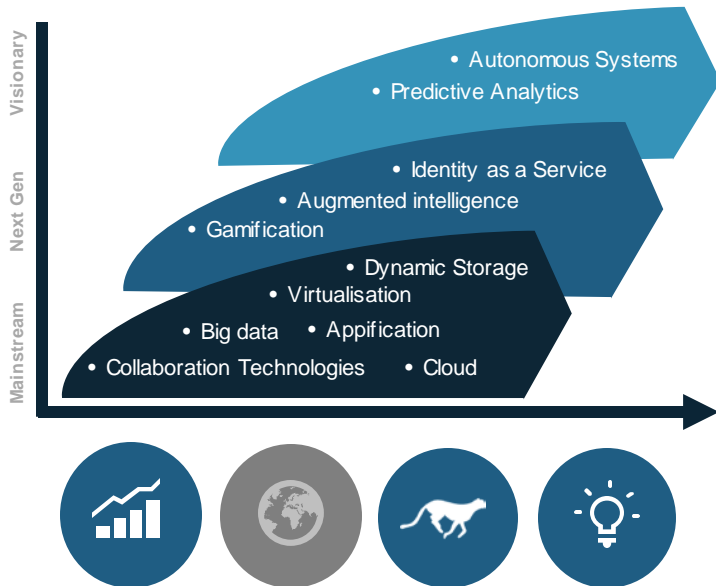 Visionary
• Autonomous Systems
• Predictive Analytics
Next Gen
• Identity as a Service
• Augmented intelligence
• Gamification
Mainstream
• Dynamic Storage
• Virtualisation
• Big data • Appification
• Collaboration Technologies • Cloud